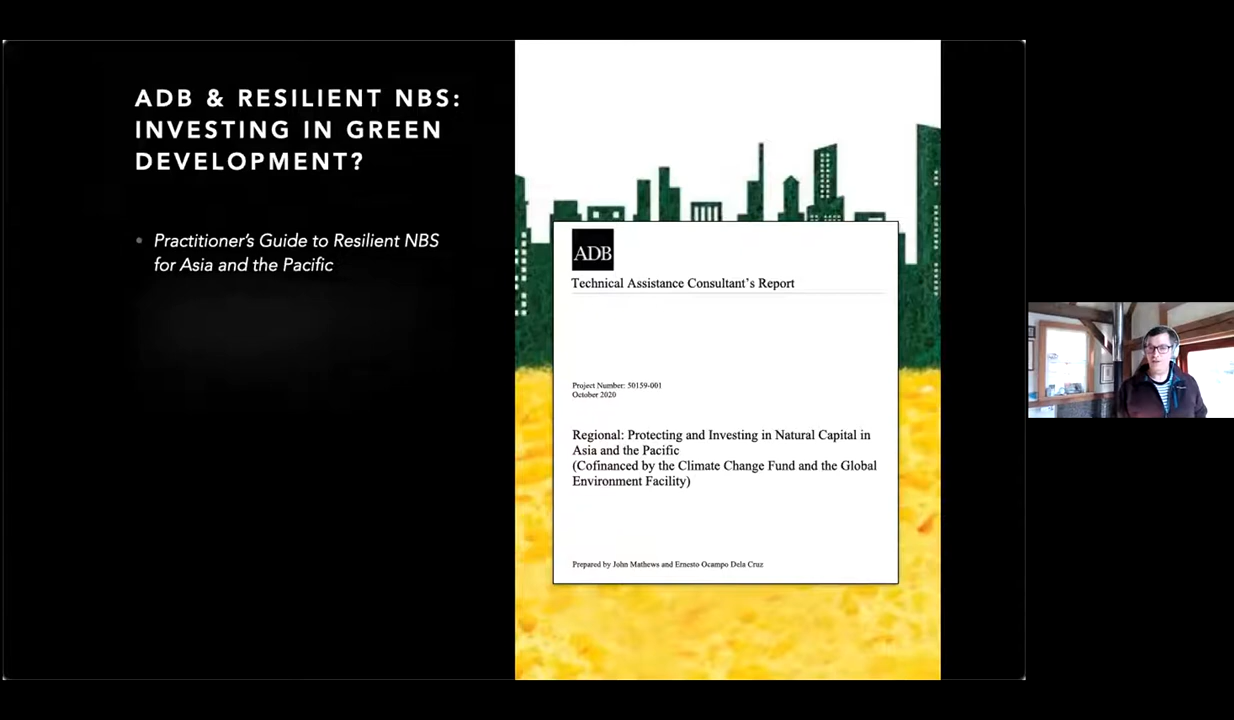 ADB & RESILIENT NBS:
INVESTING IN GREEN
DEVELOPMENT?
• Practitioner's Guide to Resilient NBS
for Asia and the Pacific
ADB
Technical Assistance Consultant's Report
Project Number: 50159-001
October 2020
Regional: Protecting and Investing in Natural Capital in
Asia and the Pacific
(Cofinanced by the Climate Change Fund and the Global
Environment Facility)
Prepared by John Mathews and Ernesto Ocampo Dela Cruz